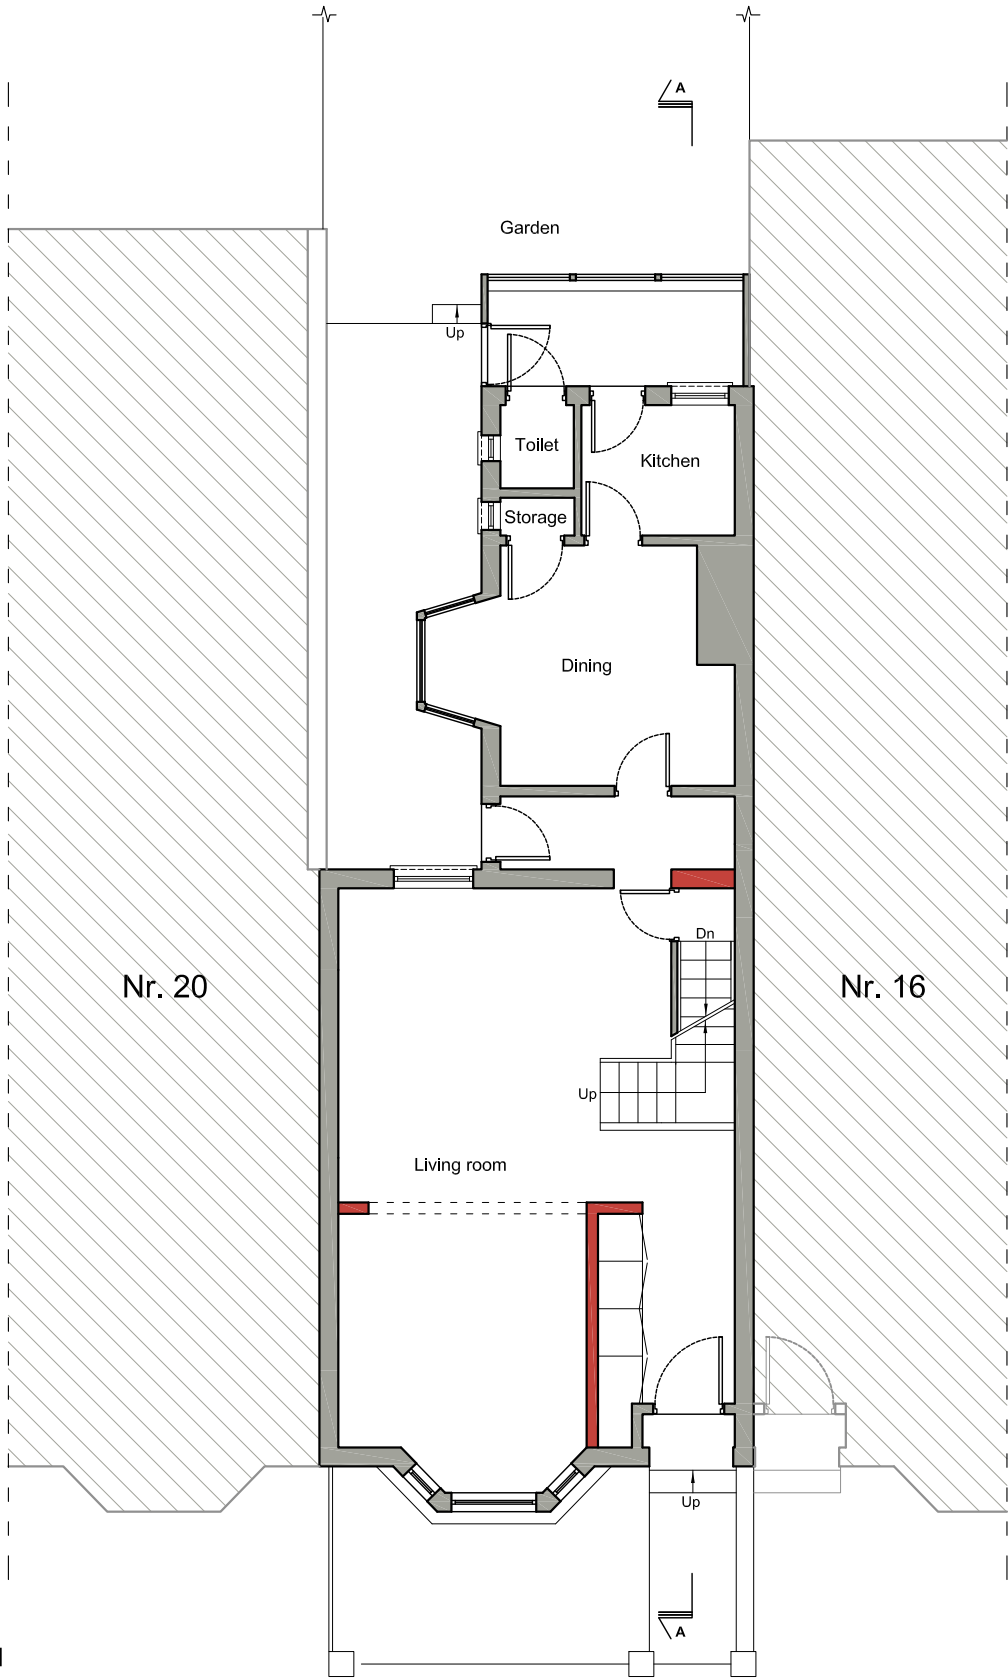 A
Garden
Up
Toilet
Kitchen
Storage
Dining
Dn
Nr. 20
Nr. 16
Up
Living room
Up
A